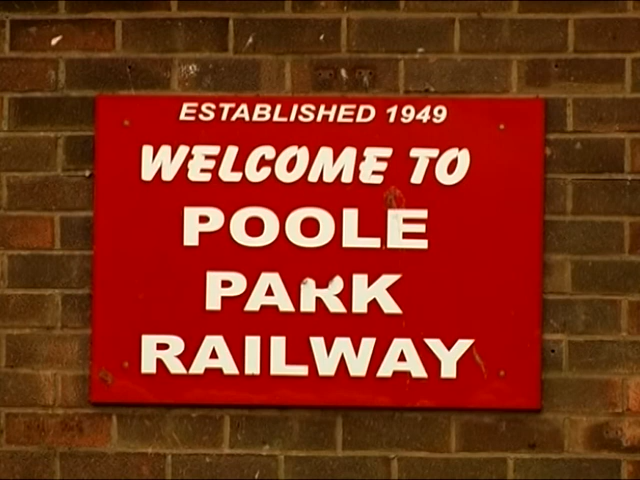 ESTABLISHED 1949
WELCOME TO
POOLE
PARK
RAILWAY